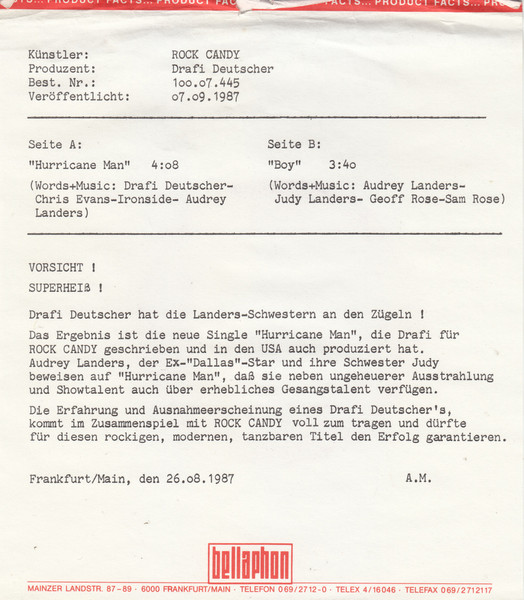 CTS... PRODUCT FACTS... PRODUCT FACTS... PRO
Künstler: ROCK CANDY
Produzent: Drafi Deutscher
Best. Nr.: 1oo.o7.445
Veröffentlicht: o7.o9.1987
Seite A: Seite B:
"Hurricane Man" 4:o8 "Boy" 3:4o
(Words+Music: Drafi Deutscher- (Words+Music: Audrey Landers-
Chris Evans-Ironside- Audrey Judy Landers- Geoff Rose-Sam Rose)
Landers)
VORSICHT !
SUPERHEIß !
Drafi Deutscher hat die Landers-Schwestern an den Zügeln !
Das Ergebnis ist die neue Single "Hurricane Man", die Drafi für
ROCK CANDY geschrieben und in den USA auch produziert hat.
Audrey Landers, der Ex-"Dallas"-Star und ihre Schwester Judy
beweisen auf "Hurricane Man", daß sie neben ungeheuerer Ausstrahlung
und Showtalent auch über erhebliches Gesangstalent verfügen.
Die Erfahrung und Ausnahmeerscheinung eines Drafi Deutscher's,
kommt im Zusammenspiel mit ROCK CANDY voll zum tragen und dürfte
für diesen rockigen, modernen, tanzbaren Titel den Erfolg garantieren.
Frankfurt/Main, den 26.o8.1987 A.M.
bellaphon
MAINZER LANDSTR. 87-89 · 6000 FRANKFURT/MAIN · TELEFON 069/2712-0 · TELEX 4/16046 · TELEFAX 069/2712117